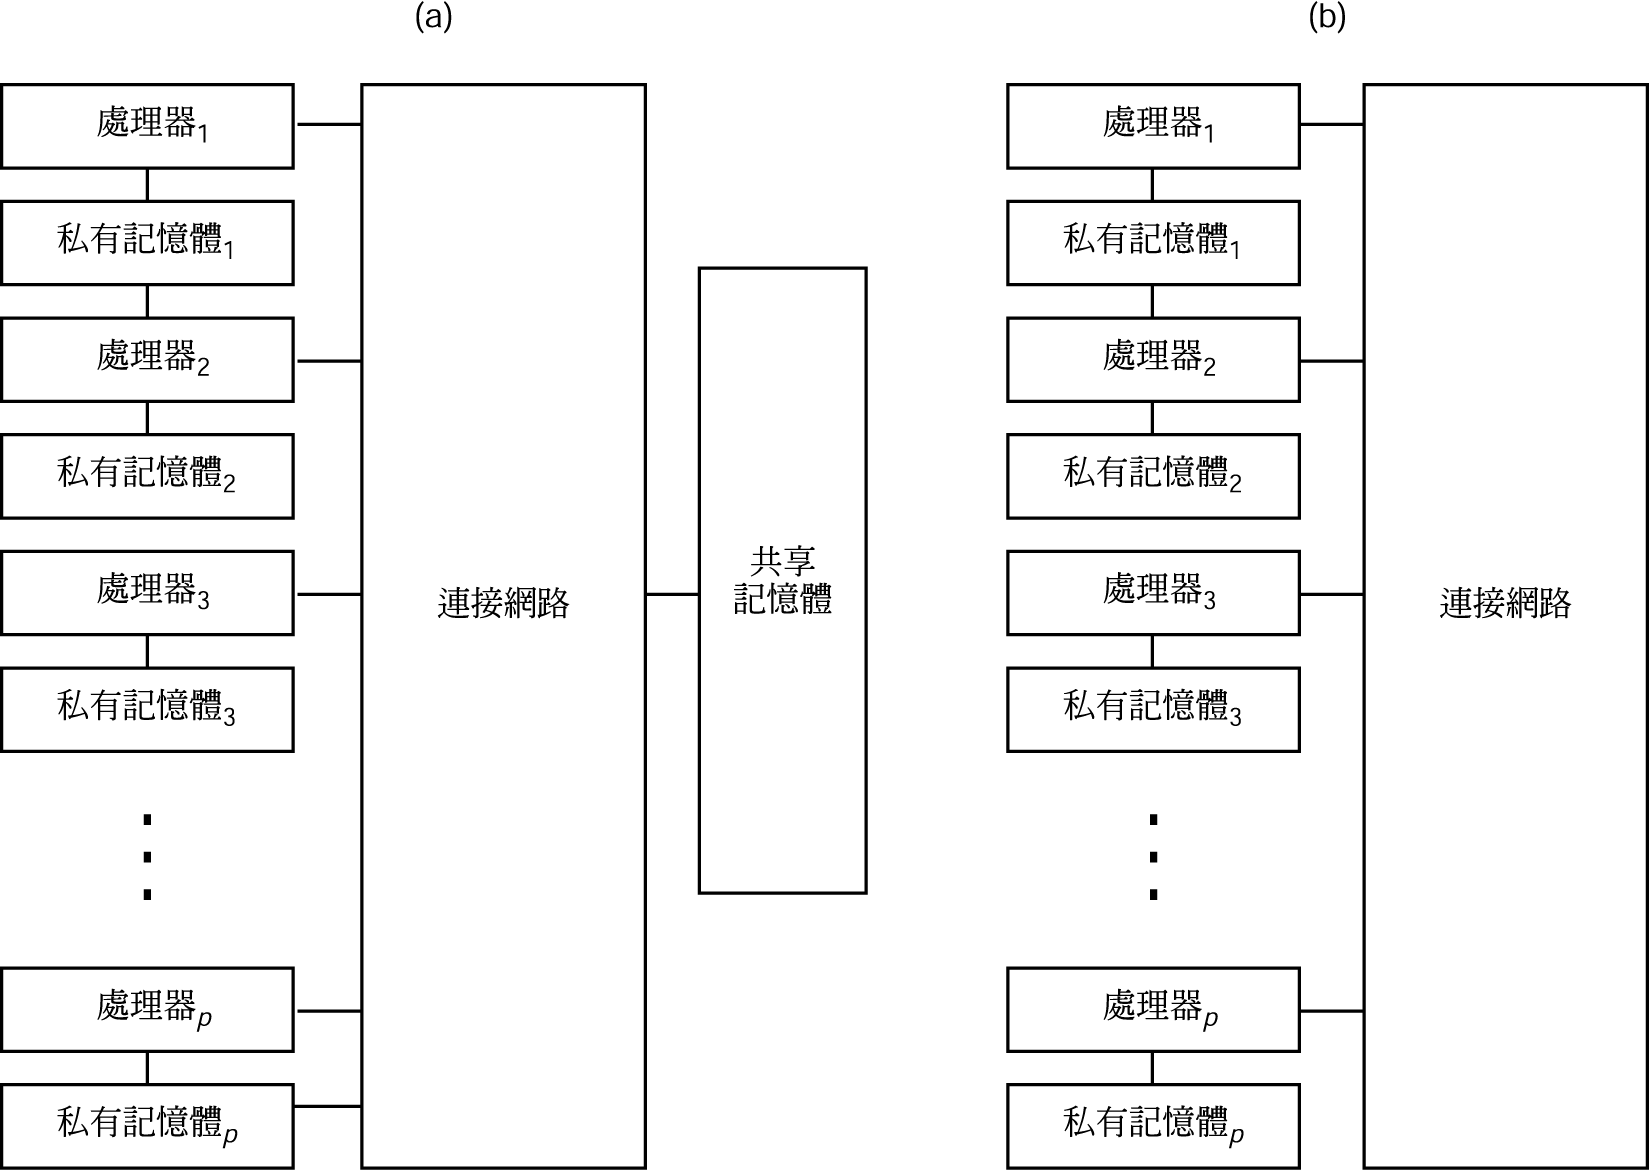 (a)
處理器1
私有記憶體1
處理器2
私有記憶體2
處理器3
私有記憶體3
處理器p
私有記憶體p
連接網路
共享
記憶體
(b)
處理器1
私有記憶體1
處理器2
私有記憶體2
處理器3
私有記憶體3
處理器p
私有記憶體p
連接網路